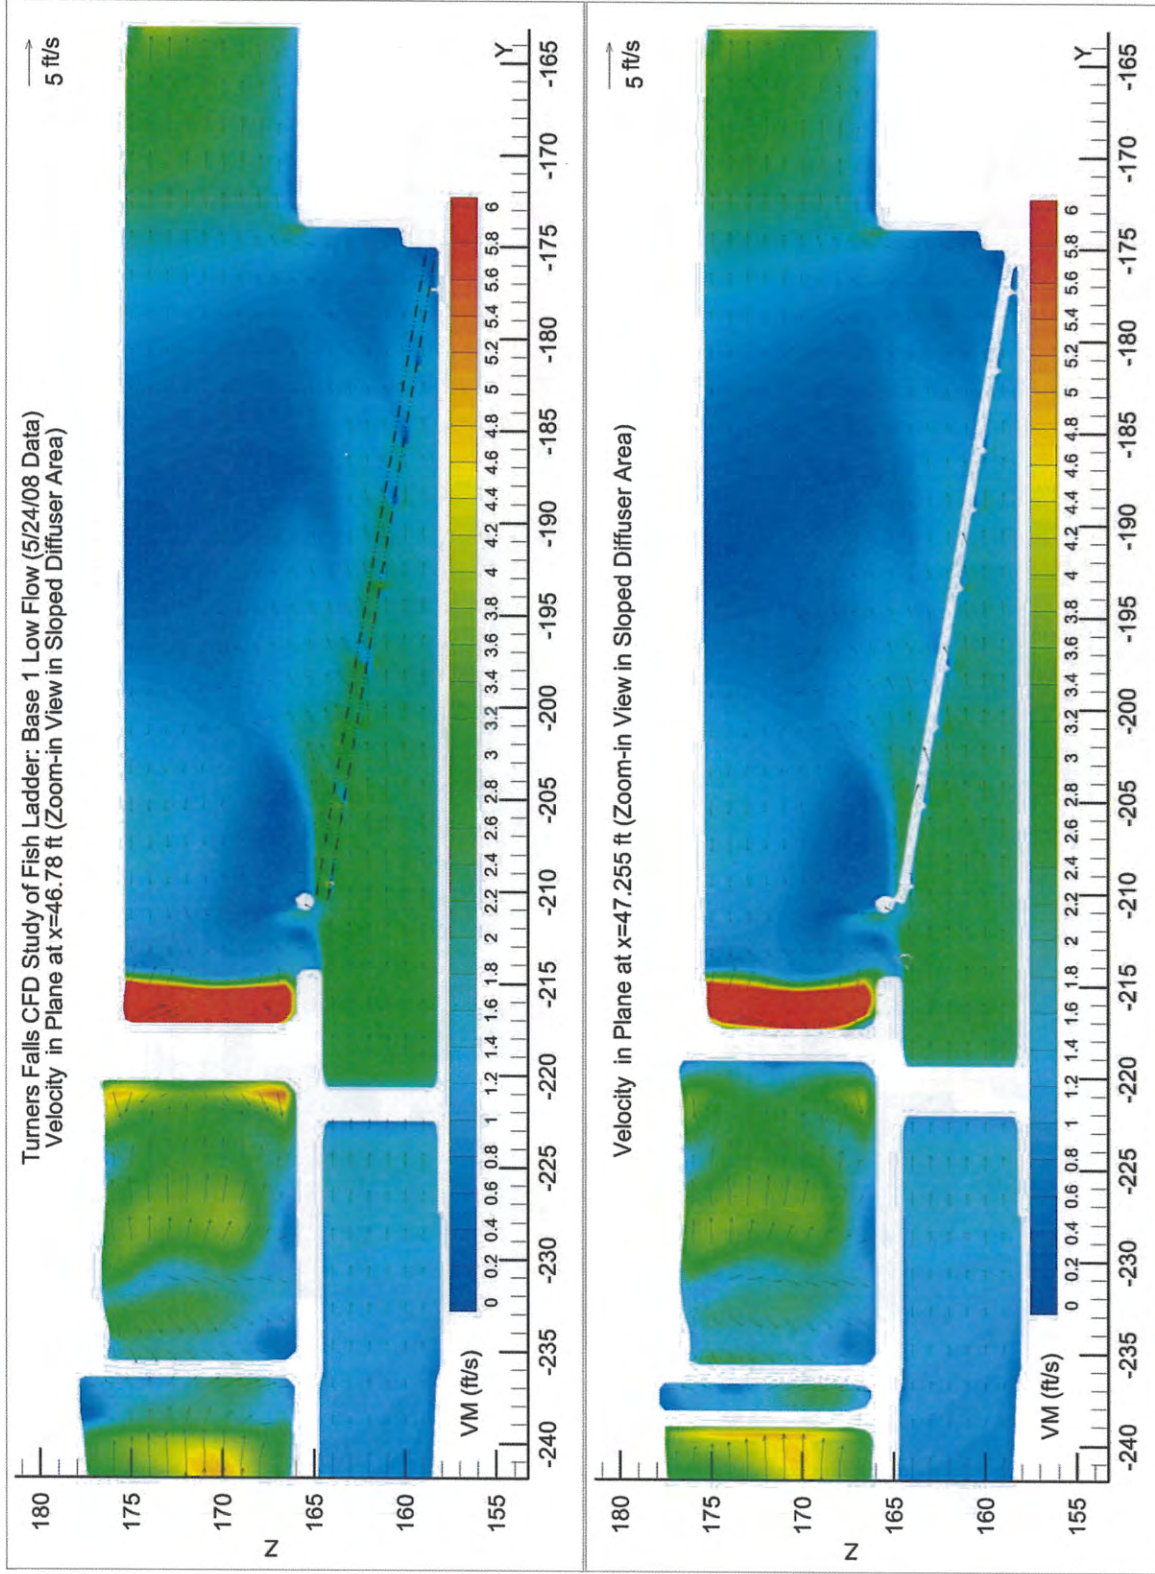 Turners Falls CFD Study of Fish Ladder: Base 1 Low Flow (5/24/08 Data)
Velocity in Plane at x=46.78 ft (Zoom-in View in Sloped Diffuser Area)
5 ft/s
180
175
170
165
160
155
Z
VM (ft/s)
0 0.2 0.4 0.6 0.8 1 1.2 1.4 1.6 1.8 2 2.2 2.4 2.6 2.8 3 3.2 3.4 3.6 3.8 4 4.2 4.4 4.6 4.8 5 5.2 5.4 5.6 5.8 6
-240 -235 -230 -225 -220 -215 -210 -205 -200 -195 -190 -185 -180 -175 -170 -165
Y
Velocity in Plane at x=47.255 ft (Zoom-in View in Sloped Diffuser Area)
5 ft/s
180
175
170
165
160
155
Z
VM (ft/s)
0 0.2 0.4 0.6 0.8 1 1.2 1.4 1.6 1.8 2 2.2 2.4 2.6 2.8 3 3.2 3.4 3.6 3.8 4 4.2 4.4 4.6 4.8 5 5.2 5.4 5.6 5.8 6
-240 -235 -230 -225 -220 -215 -210 -205 -200 -195 -190 -185 -180 -175 -170 -165
Y